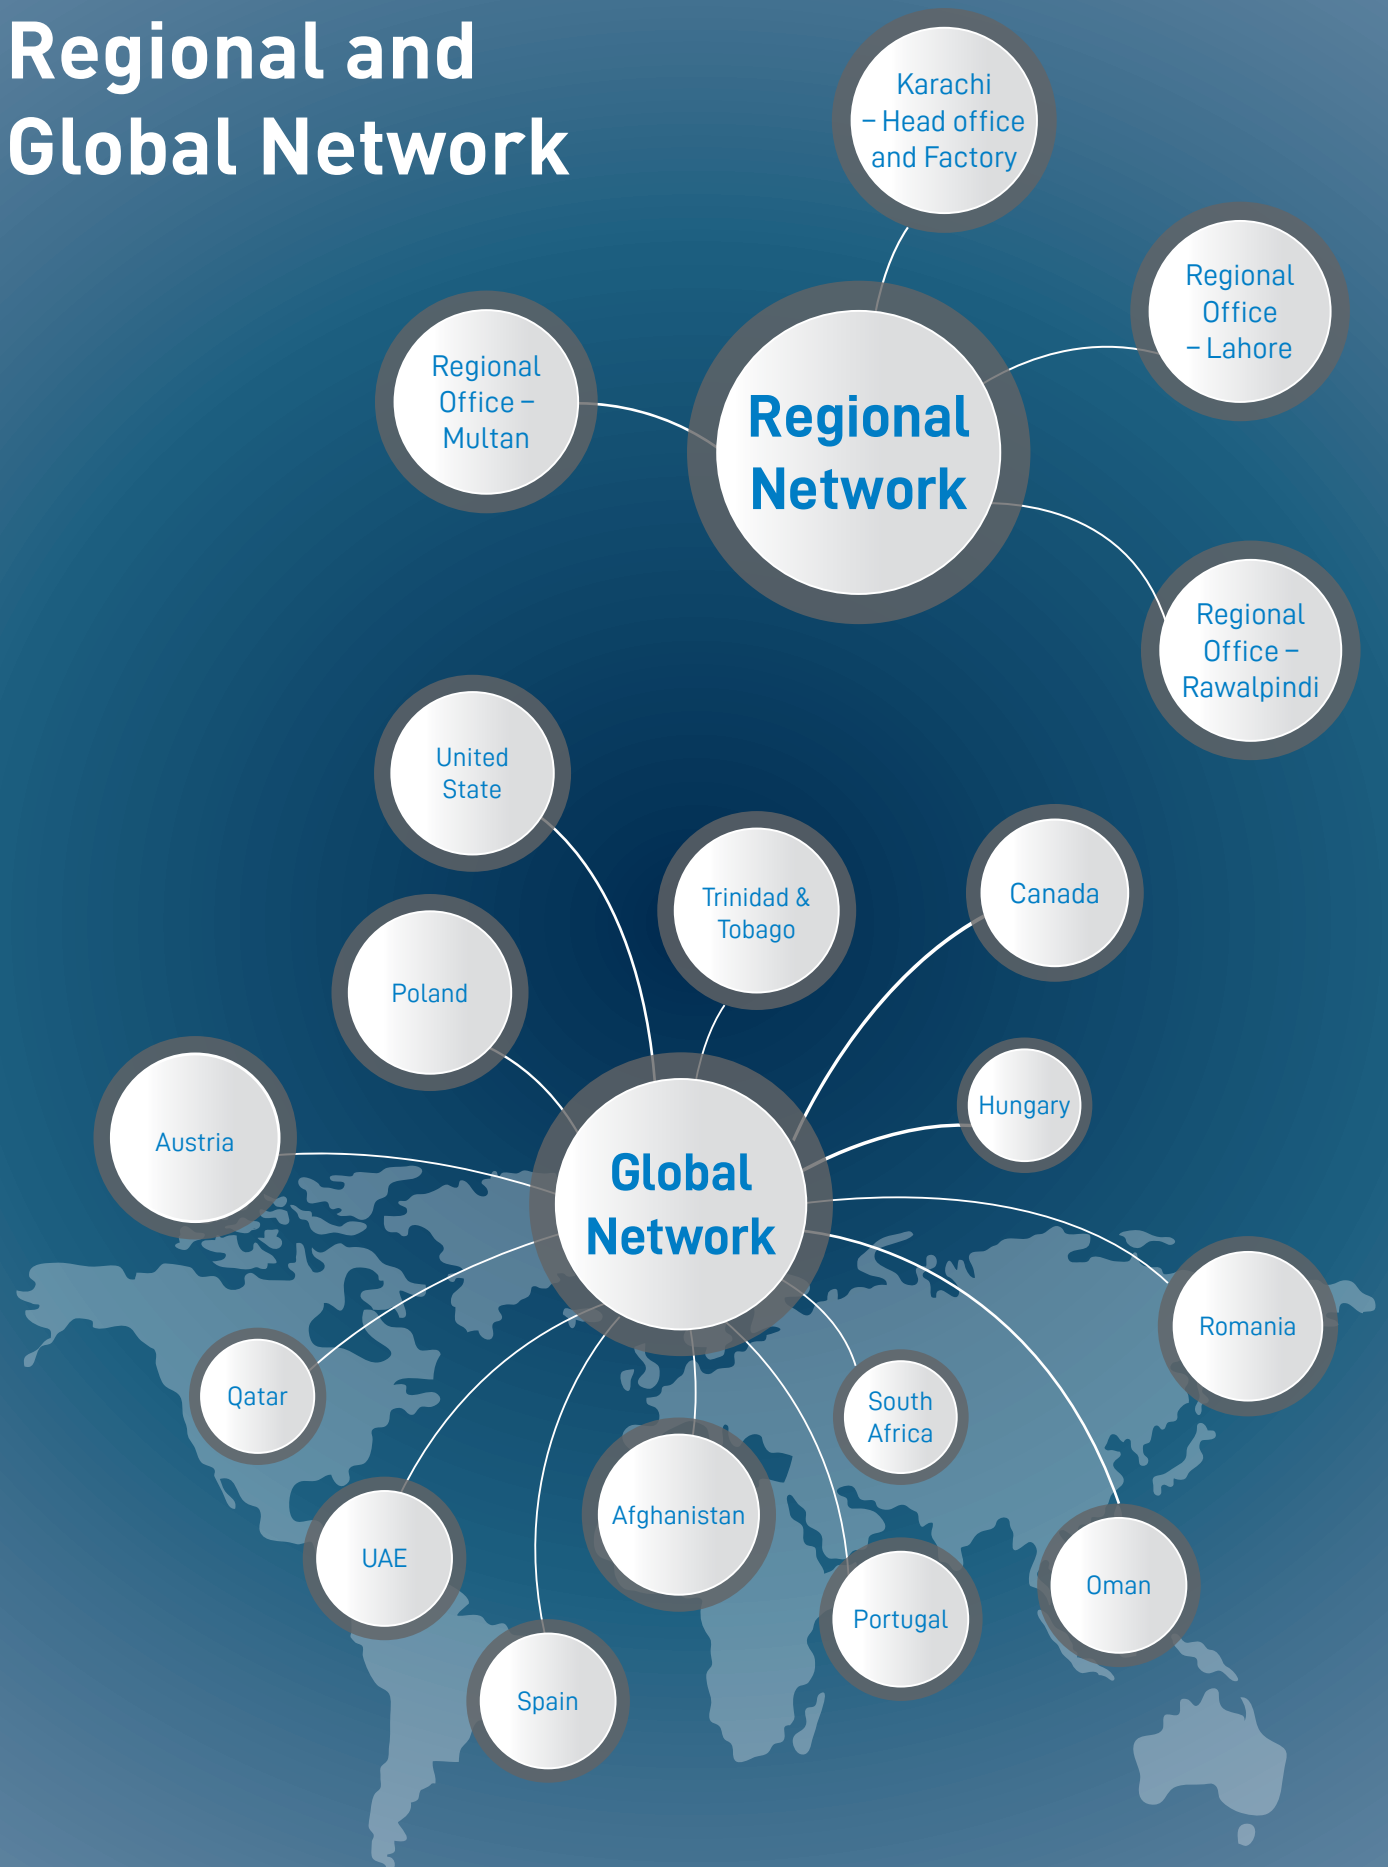 Regional and
Global Network
Karachi
– Head office
and Factory
Regional
Office
– Lahore
Regional
Office –
Multan
Regional
Network
Regional
Office –
Rawalpindi
United
State
Trinidad &
Tobago
Canada
Poland
Hungary
Austria
Global
Network
Romania
Qatar
South
Africa
Afghanistan
UAE
Oman
Portugal
Spain